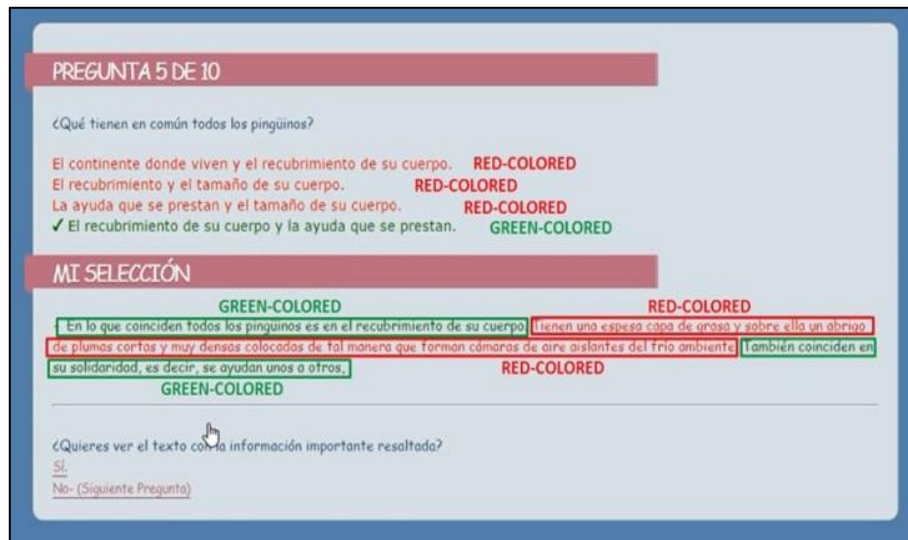 PREGUNTA 5 DE 10
¿Qué tienen en común todos los pingüinos?
El continente donde viven y el recubrimiento de su cuerpo. RED-COLORED
El recubrimiento y el tamaño de su cuerpo. RED-COLORED
La ayuda que se prestan y el tamaño de su cuerpo. RED-COLORED
✓ El recubrimiento de su cuerpo y la ayuda que se prestan. GREEN-COLORED
MI SELECCIÓN
GREEN-COLORED RED-COLORED
En lo que coinciden todos los pingüinos es en el recubrimiento de su cuerpo. Tienen una espesa capa de grasa y sobre ella un abrigo
de plumas cortas y muy densas colocadas de tal manera que forman cámaras de aire aislantes del frío ambiente. También coinciden en
su solidaridad, es decir, se ayudan unos a otros. RED-COLORED
GREEN-COLORED
¿Quieres ver el texto con la información importante resaltada?
Sí.
No- (Siguiente Pregunta)